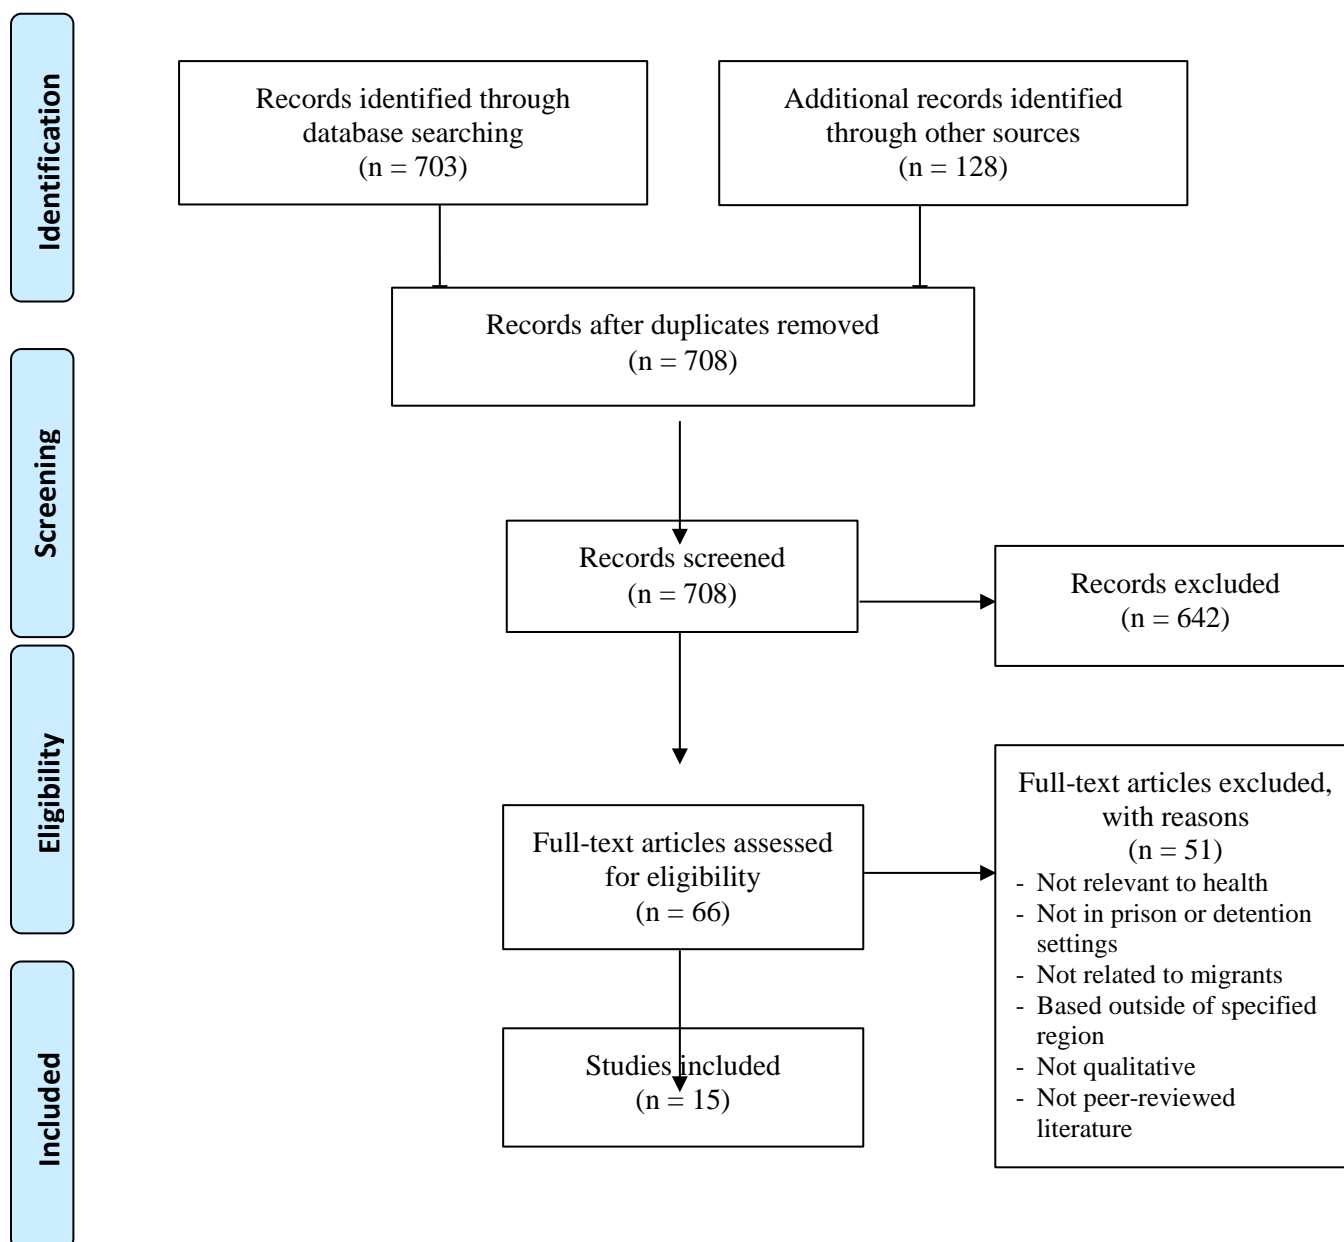 Identification
Records identified through
database searching
(n = 703)
Additional records identified
through other sources
(n = 128)
Records after duplicates removed
(n = 708)
Screening
Records screened
(n = 708)
Records excluded
(n = 642)
Eligibility
Full-text articles assessed
for eligibility
(n = 66)
Full-text articles excluded,
with reasons
(n = 51)
- Not relevant to health
- Not in prison or detention
settings
- Not related to migrants
- Based outside of specified
region
- Not qualitative
- Not peer-reviewed
literature
Included
Studies included
(n = 15)